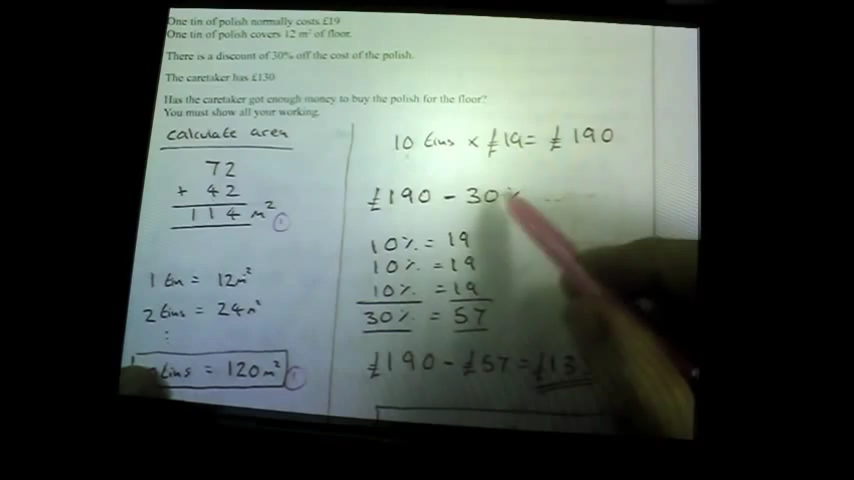 One tin of polish normally costs £19
One tin of polish covers 12 m² of floor.
There is a discount of 30% off the cost of the polish.
The caretaker has £130
Has the caretaker got enough money to buy the polish for the floor?
You must show all your working.
calculate area
72
+ 42
114 m²
1
1 tin = 12m²
2 tins = 24m²
⋮
tins = 120m²
1
10 tins × £19 = £190
£190 - 30%
10% = 19
10% = 19
10% = 19
30% = 57
£190 - £57 = £13